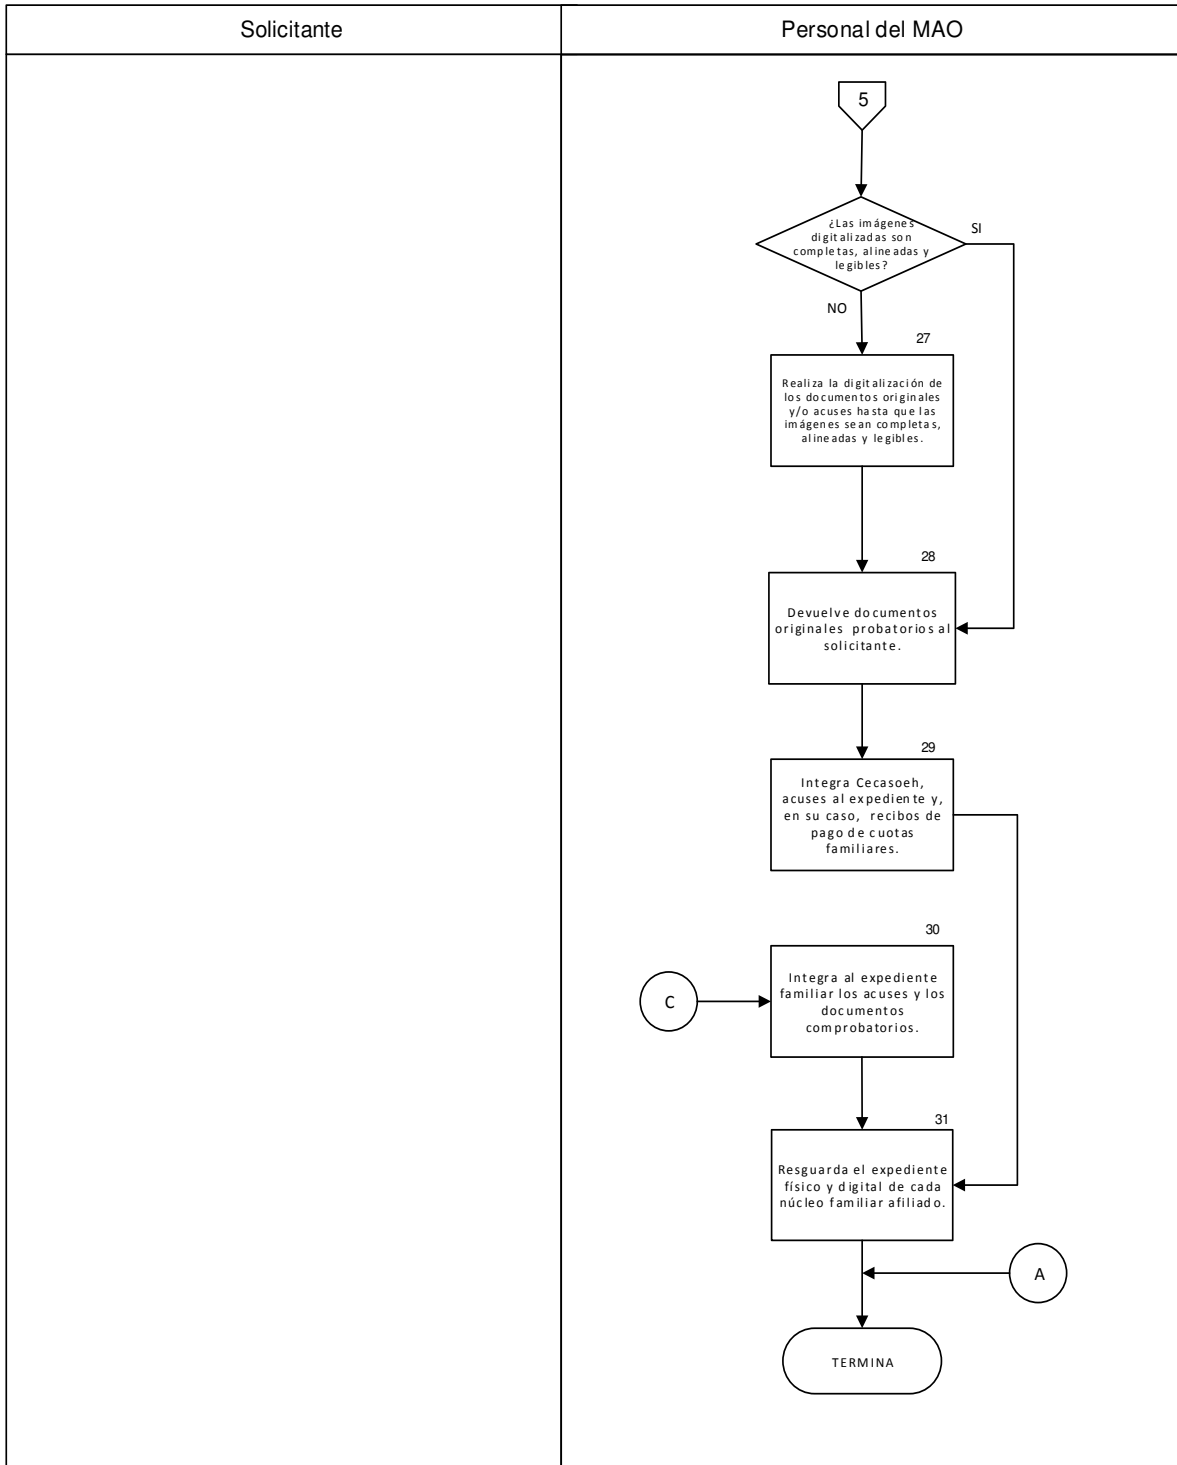 Solicitante
Personal del MAO
5
¿Las imágenes
digitalizadas son
completas, alineadas y
legibles?
SI
NO
27
Realiza la digitalización de
los documentos originales
y/o acuses hasta que las
imágenes sean completas,
alineadas y legibles.
28
Devuelve documentos
originales probatorios al
solicitante.
29
Integra Cecasoeh,
acuses al expediente y,
en su caso, recibos de
pago de cuotas
familiares.
30
C
Integra al expediente
familiar los acuses y los
documentos
comprobatorios.
31
Resguarda el expediente
físico y digital de cada
núcleo familiar afiliado.
A
TERMINA